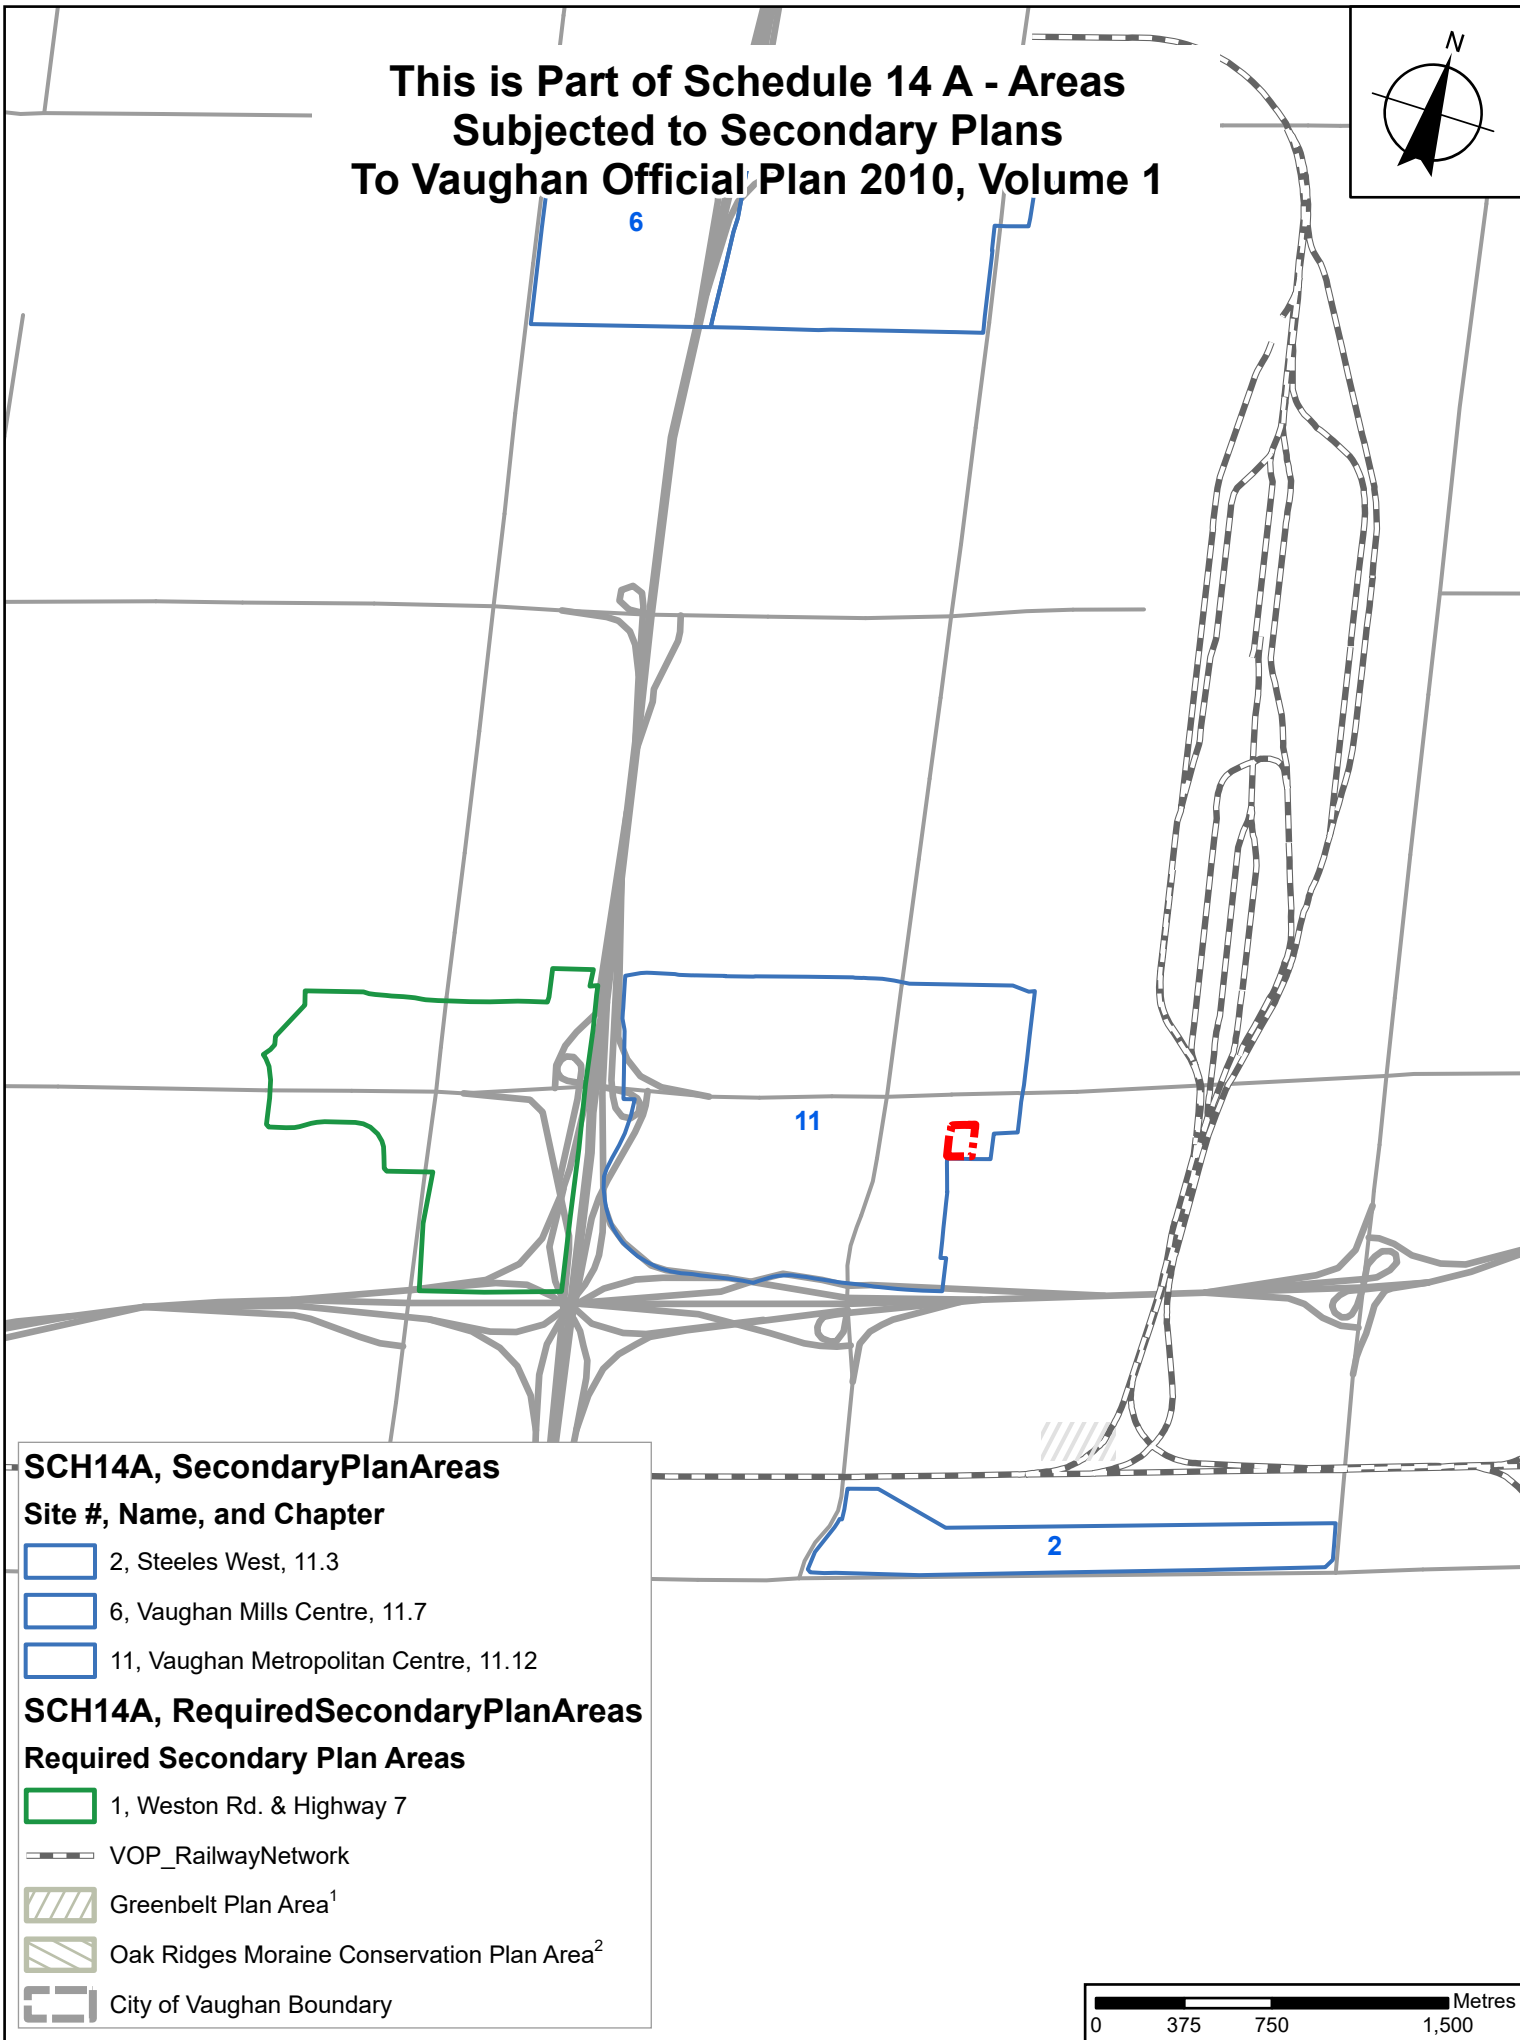 This is Part of Schedule 14 A - Areas
Subjected to Secondary Plans
To Vaughan Official Plan 2010, Volume 1
N
6
11
2
SCH14A, SecondaryPlanAreas
Site #, Name, and Chapter
2, Steeles West, 11.3
6, Vaughan Mills Centre, 11.7
11, Vaughan Metropolitan Centre, 11.12
SCH14A, RequiredSecondaryPlanAreas
Required Secondary Plan Areas
1, Weston Rd. & Highway 7
VOP_RailwayNetwork
Greenbelt Plan Area1
Oak Ridges Moraine Conservation Plan Area2
City of Vaughan Boundary
Metres
0 375 750 1,500